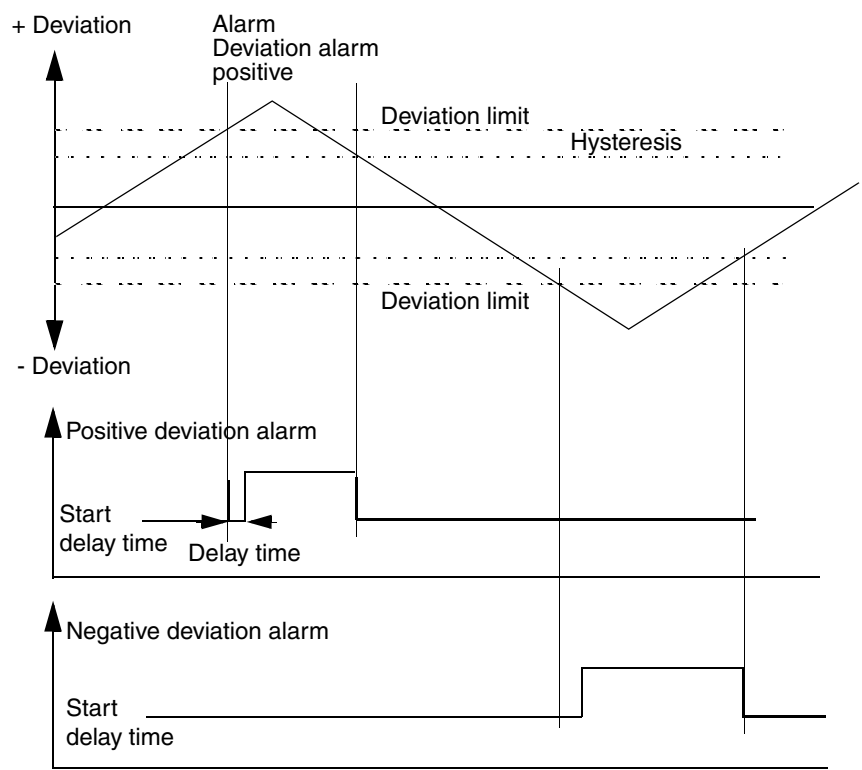 + Deviation
Alarm
Deviation alarm
positive
Deviation limit
Hysteresis
Deviation limit
- Deviation
Positive deviation alarm
Start
delay time
Delay time
Negative deviation alarm
Start
delay time